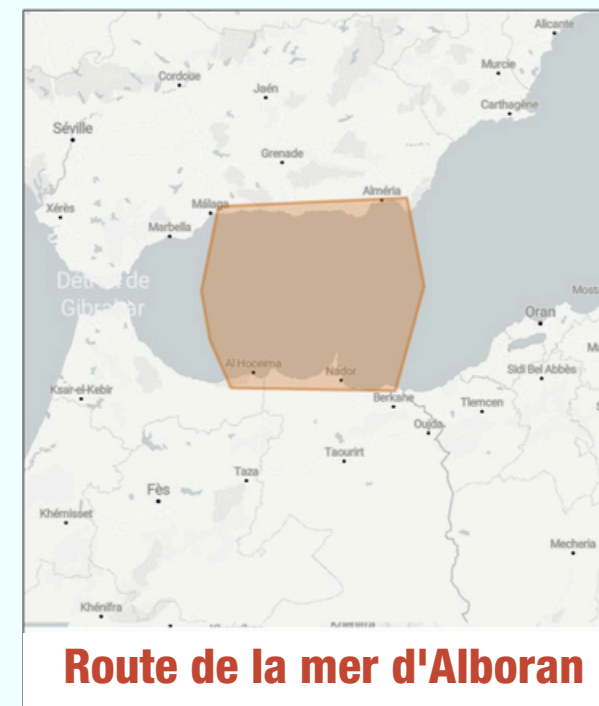 Alicante
Murcie
Cordoue
Jaén
Carthagène
Séville
Grenade
Alméria
Xérès
Málaga
Marbella
Détroit de
Gibraltar
Oran
Al Hoceima
Nador
Sidi Bel Abbès
Ksar-el-Kebir
Berkane
Tlemcen
Oujda
Taourirt
Taza
Fès
Khémisset
Mecheria
Khénifra
Route de la mer d'Alboran